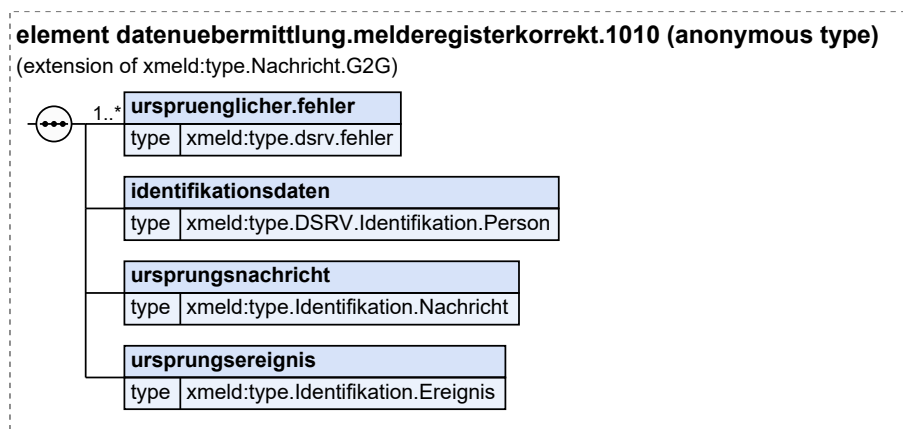 element datenuebermittlung.melderegisterkorrekt.1010 (anonymous type)
(extension of xmeld:type.Nachricht.G2G)
1..* urspruenglicher.fehler
type xmeld:type.dsrv.fehler
identifikationsdaten
type xmeld:type.DSRV.Identifikation.Person
ursprungsnachricht
type xmeld:type.Identifikation.Nachricht
ursprungsereignis
type xmeld:type.Identifikation.Ereignis